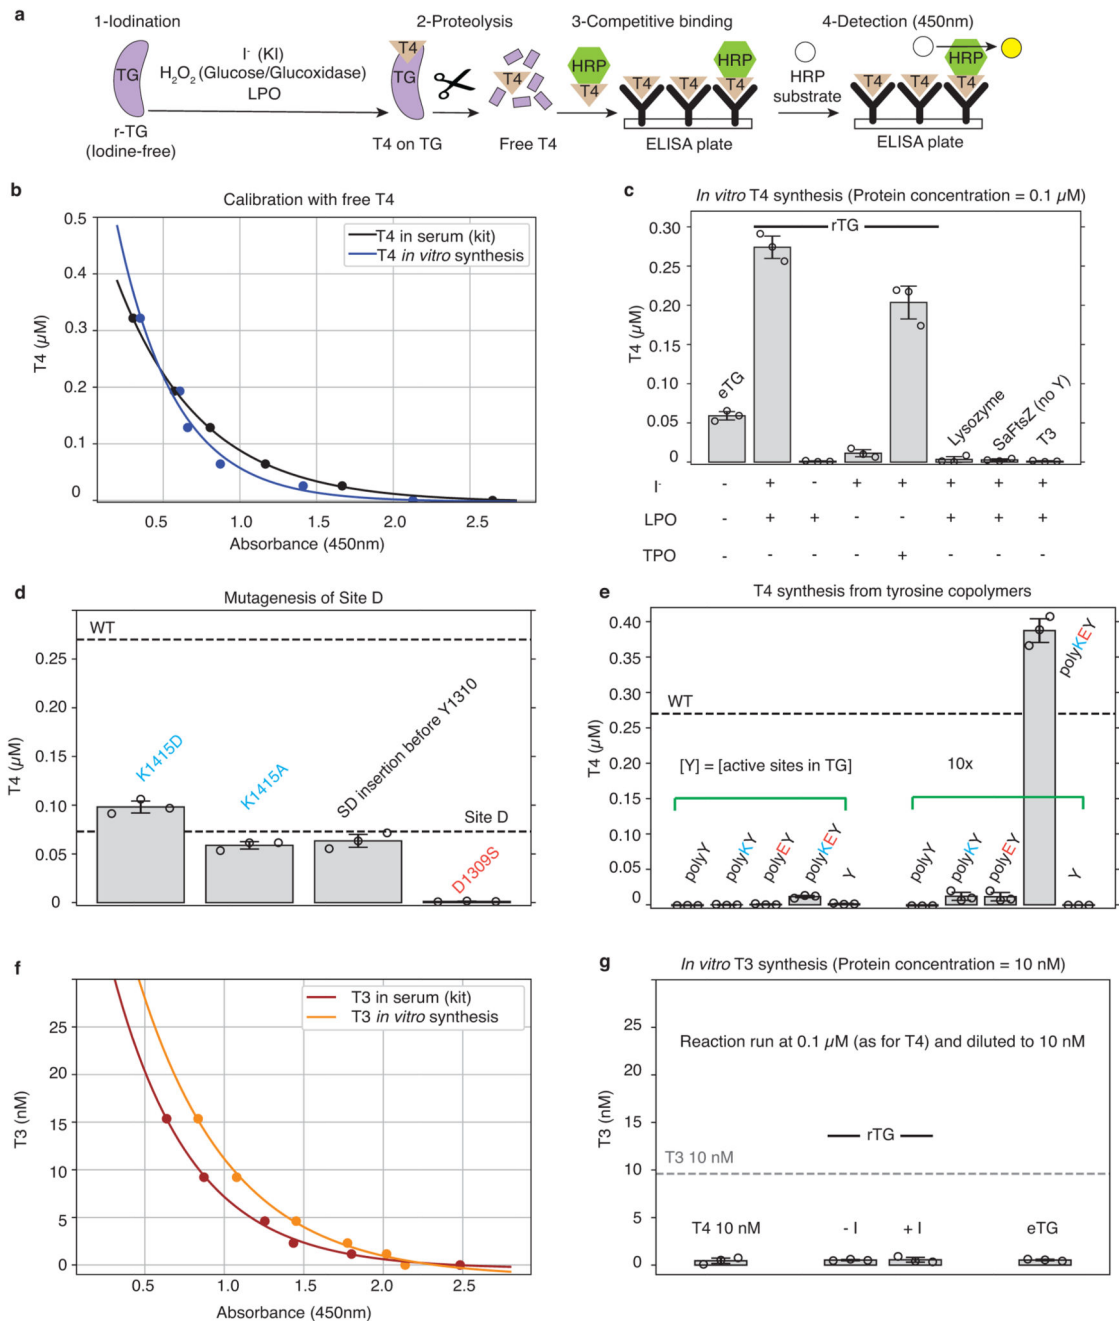 a
1-Iodination
2-Proteolysis
3-Competitive binding
4-Detection (450nm)
TG
I⁻ (KI)
H₂O₂ (Glucose/Glucoxidase)
LPO
r-TG
(Iodine-free)
T4
TG
T4 on TG
T4
Free T4
HRP
T4
HRP
T4 T4 T4
ELISA plate
HRP
substrate
HRP
T4 T4 T4
ELISA plate
b
Calibration with free T4
T4 in serum (kit)
T4 in vitro synthesis
T4 (µM)
0.5
0.4
0.3
0.2
0.1
0
0.5 1.0 1.5 2.0 2.5
Absorbance (450nm)
c
In vitro T4 synthesis (Protein concentration = 0.1 µM)
rTG
T4 (µM)
0.30
0.25
0.20
0.15
0.10
0.05
0
eTG
Lysozyme
SaFtsZ (no Y)
T3
I⁻ - + - + - + + +
LPO - + + - - + + +
TPO - - - - + - - -
d
Mutagenesis of Site D
WT
T4 (µM)
0.25
0.20
0.15
0.10
0.05
0
K1415D
K1415A
SD insertion before Y1310
Site D
D1309S
e
T4 synthesis from tyrosine copolymers
T4 (µM)
0.40
0.35
0.30
0.25
0.20
0.15
0.10
0.05
0
WT
[Y] = [active sites in TG]
10x
polyY
polyKY
polyEY
polyKEY
Y
polyY
polyKY
polyEY
polyKEY
Y
f
T3 in serum (kit)
T3 in vitro synthesis
T3 (nM)
25
20
15
10
5
0
0.5 1.0 1.5 2.0 2.5
Absorbance (450nm)
g
In vitro T3 synthesis (Protein concentration = 10 nM)
Reaction run at 0.1 µM (as for T4) and diluted to 10 nM
rTG
T3 (nM)
25
20
15
10
5
0
T3 10 nM
T4 10 nM
- I
+ I
eTG